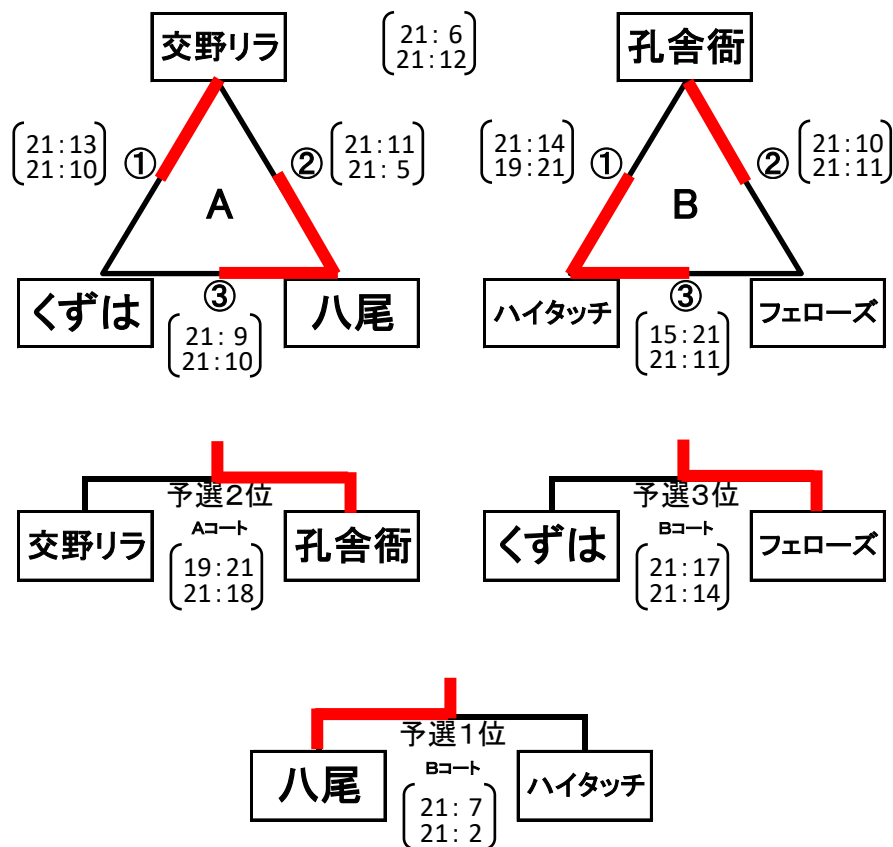 交野リラ
21: 6
21:12
孔舎衙
21:13
21:10
①
②
21:11
21: 5
A
くずは
③
八尾
21: 9
21:10
21:14
19:21
①
②
21:10
21:11
B
ハイタッチ
③
フェローズ
15:21
21:11
予選2位
Aコート
交野リラ
孔舎衙
19:21
21:18
予選3位
Bコート
くずは
フェローズ
21:17
21:14
予選1位
Bコート
八尾
ハイタッチ
21: 7
21: 2